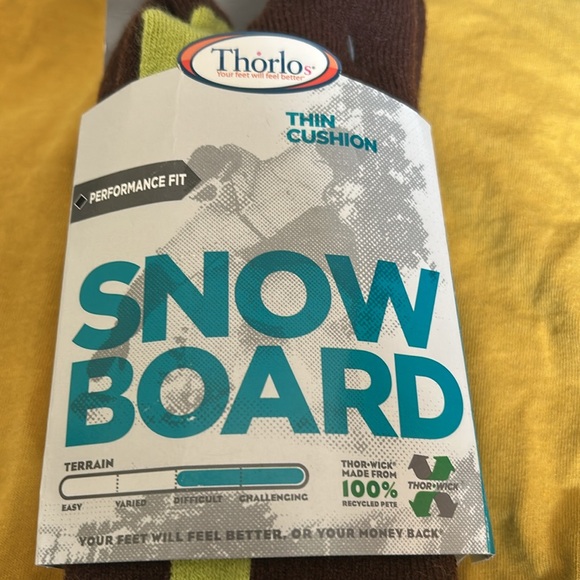 Thorlos®
Your feet will feel better®
THIN
CUSHION
PERFORMANCE FIT
SNOW
BOARD
TERRAIN
EASY VARIED DIFFICULT CHALLENGING
THOR•WICK®
MADE FROM
100%
RECYCLED PETE
THOR•WICK
YOUR FEET WILL FEEL BETTER, OR YOUR MONEY BACK®